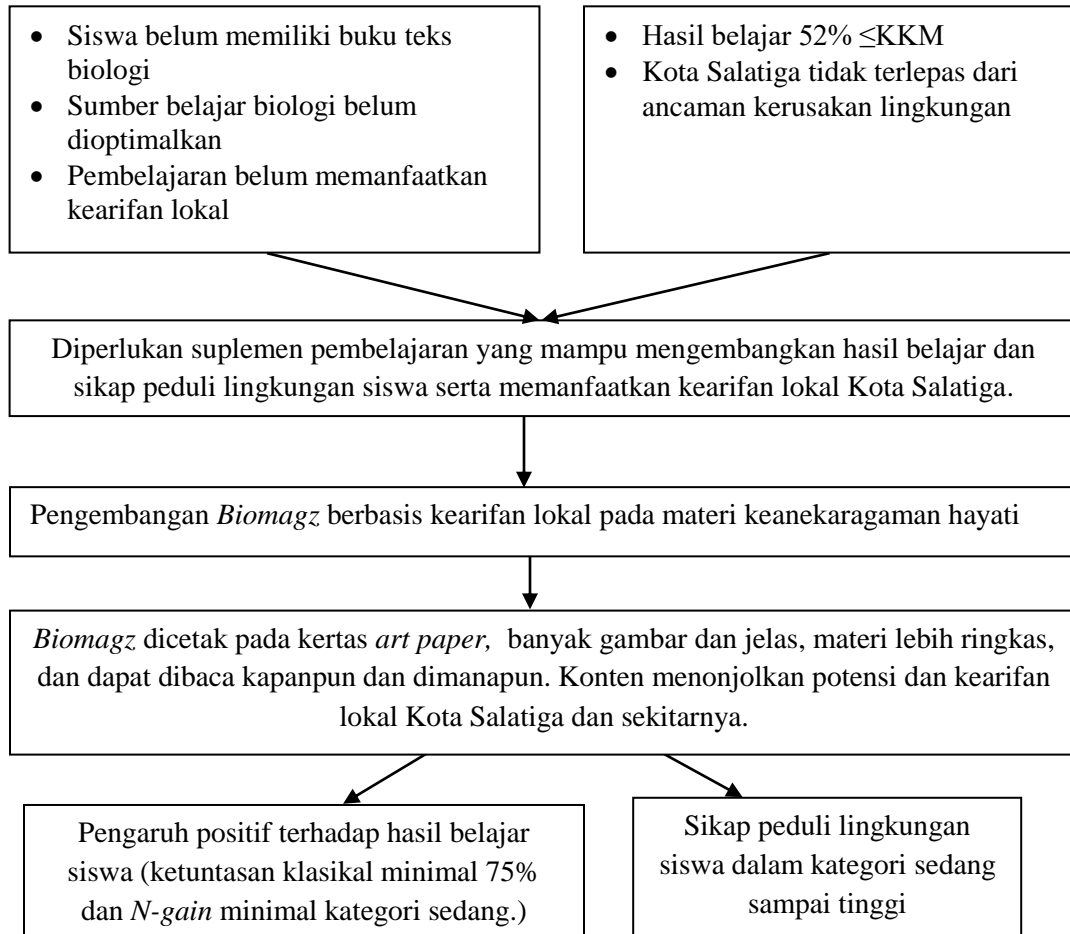 • Siswa belum memiliki buku teks
biologi
• Sumber belajar biologi belum
dioptimalkan
• Pembelajaran belum memanfaatkan
kearifan lokal
• Hasil belajar 52% ≤KKM
• Kota Salatiga tidak terlepas dari
ancaman kerusakan lingkungan
Diperlukan suplemen pembelajaran yang mampu mengembangkan hasil belajar dan
sikap peduli lingkungan siswa serta memanfaatkan kearifan lokal Kota Salatiga.
Pengembangan Biomagz berbasis kearifan lokal pada materi keanekaragaman hayati
Biomagz dicetak pada kertas art paper, banyak gambar dan jelas, materi lebih ringkas,
dan dapat dibaca kapanpun dan dimanapun. Konten menonjolkan potensi dan kearifan
lokal Kota Salatiga dan sekitarnya.
Pengaruh positif terhadap hasil belajar
siswa (ketuntasan klasikal minimal 75%
dan N-gain minimal kategori sedang.)
Sikap peduli lingkungan
siswa dalam kategori sedang
sampai tinggi